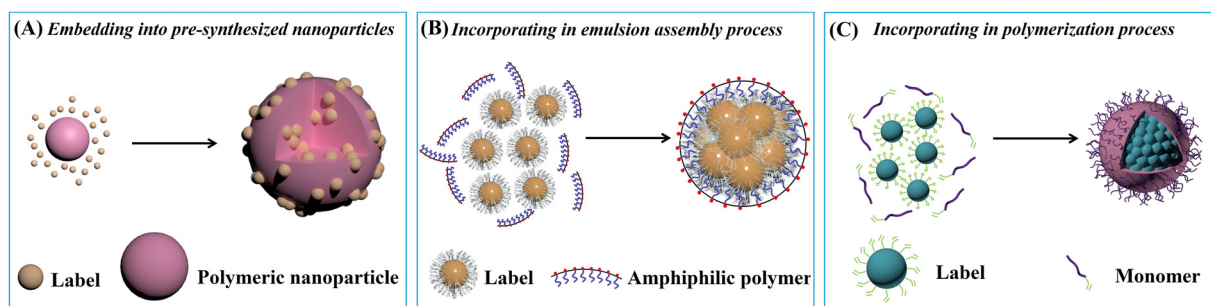 (A) Embedding into pre-synthesized nanoparticles
Label
Polymeric nanoparticle
(B) Incorporating in emulsion assembly process
Label
Amphiphilic polymer
(C) Incorporating in polymerization process
Label
Monomer